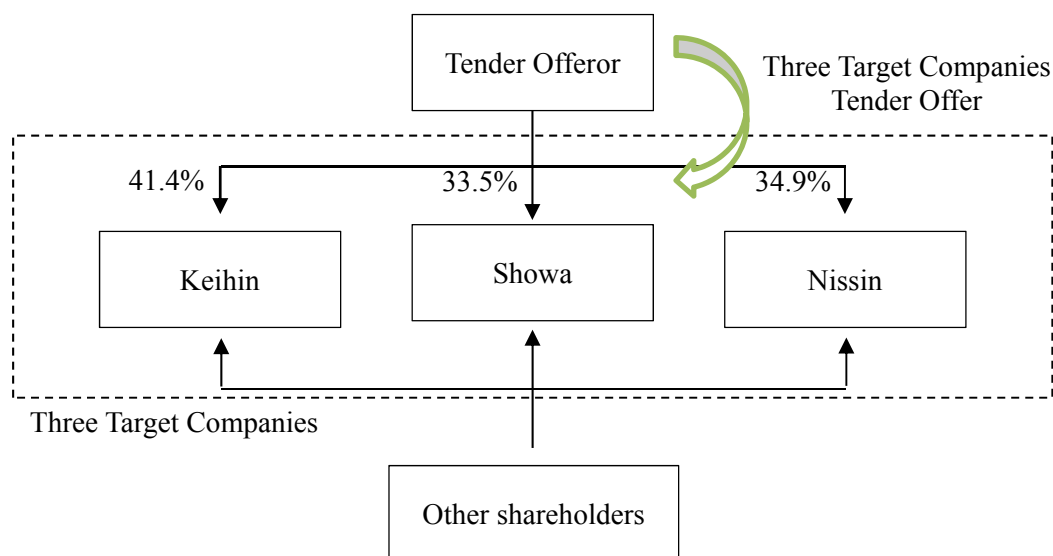 Tender Offeror
Three Target Companies
Tender Offer
41.4%
33.5%
34.9%
Keihin
Showa
Nissin
Three Target Companies
Other shareholders